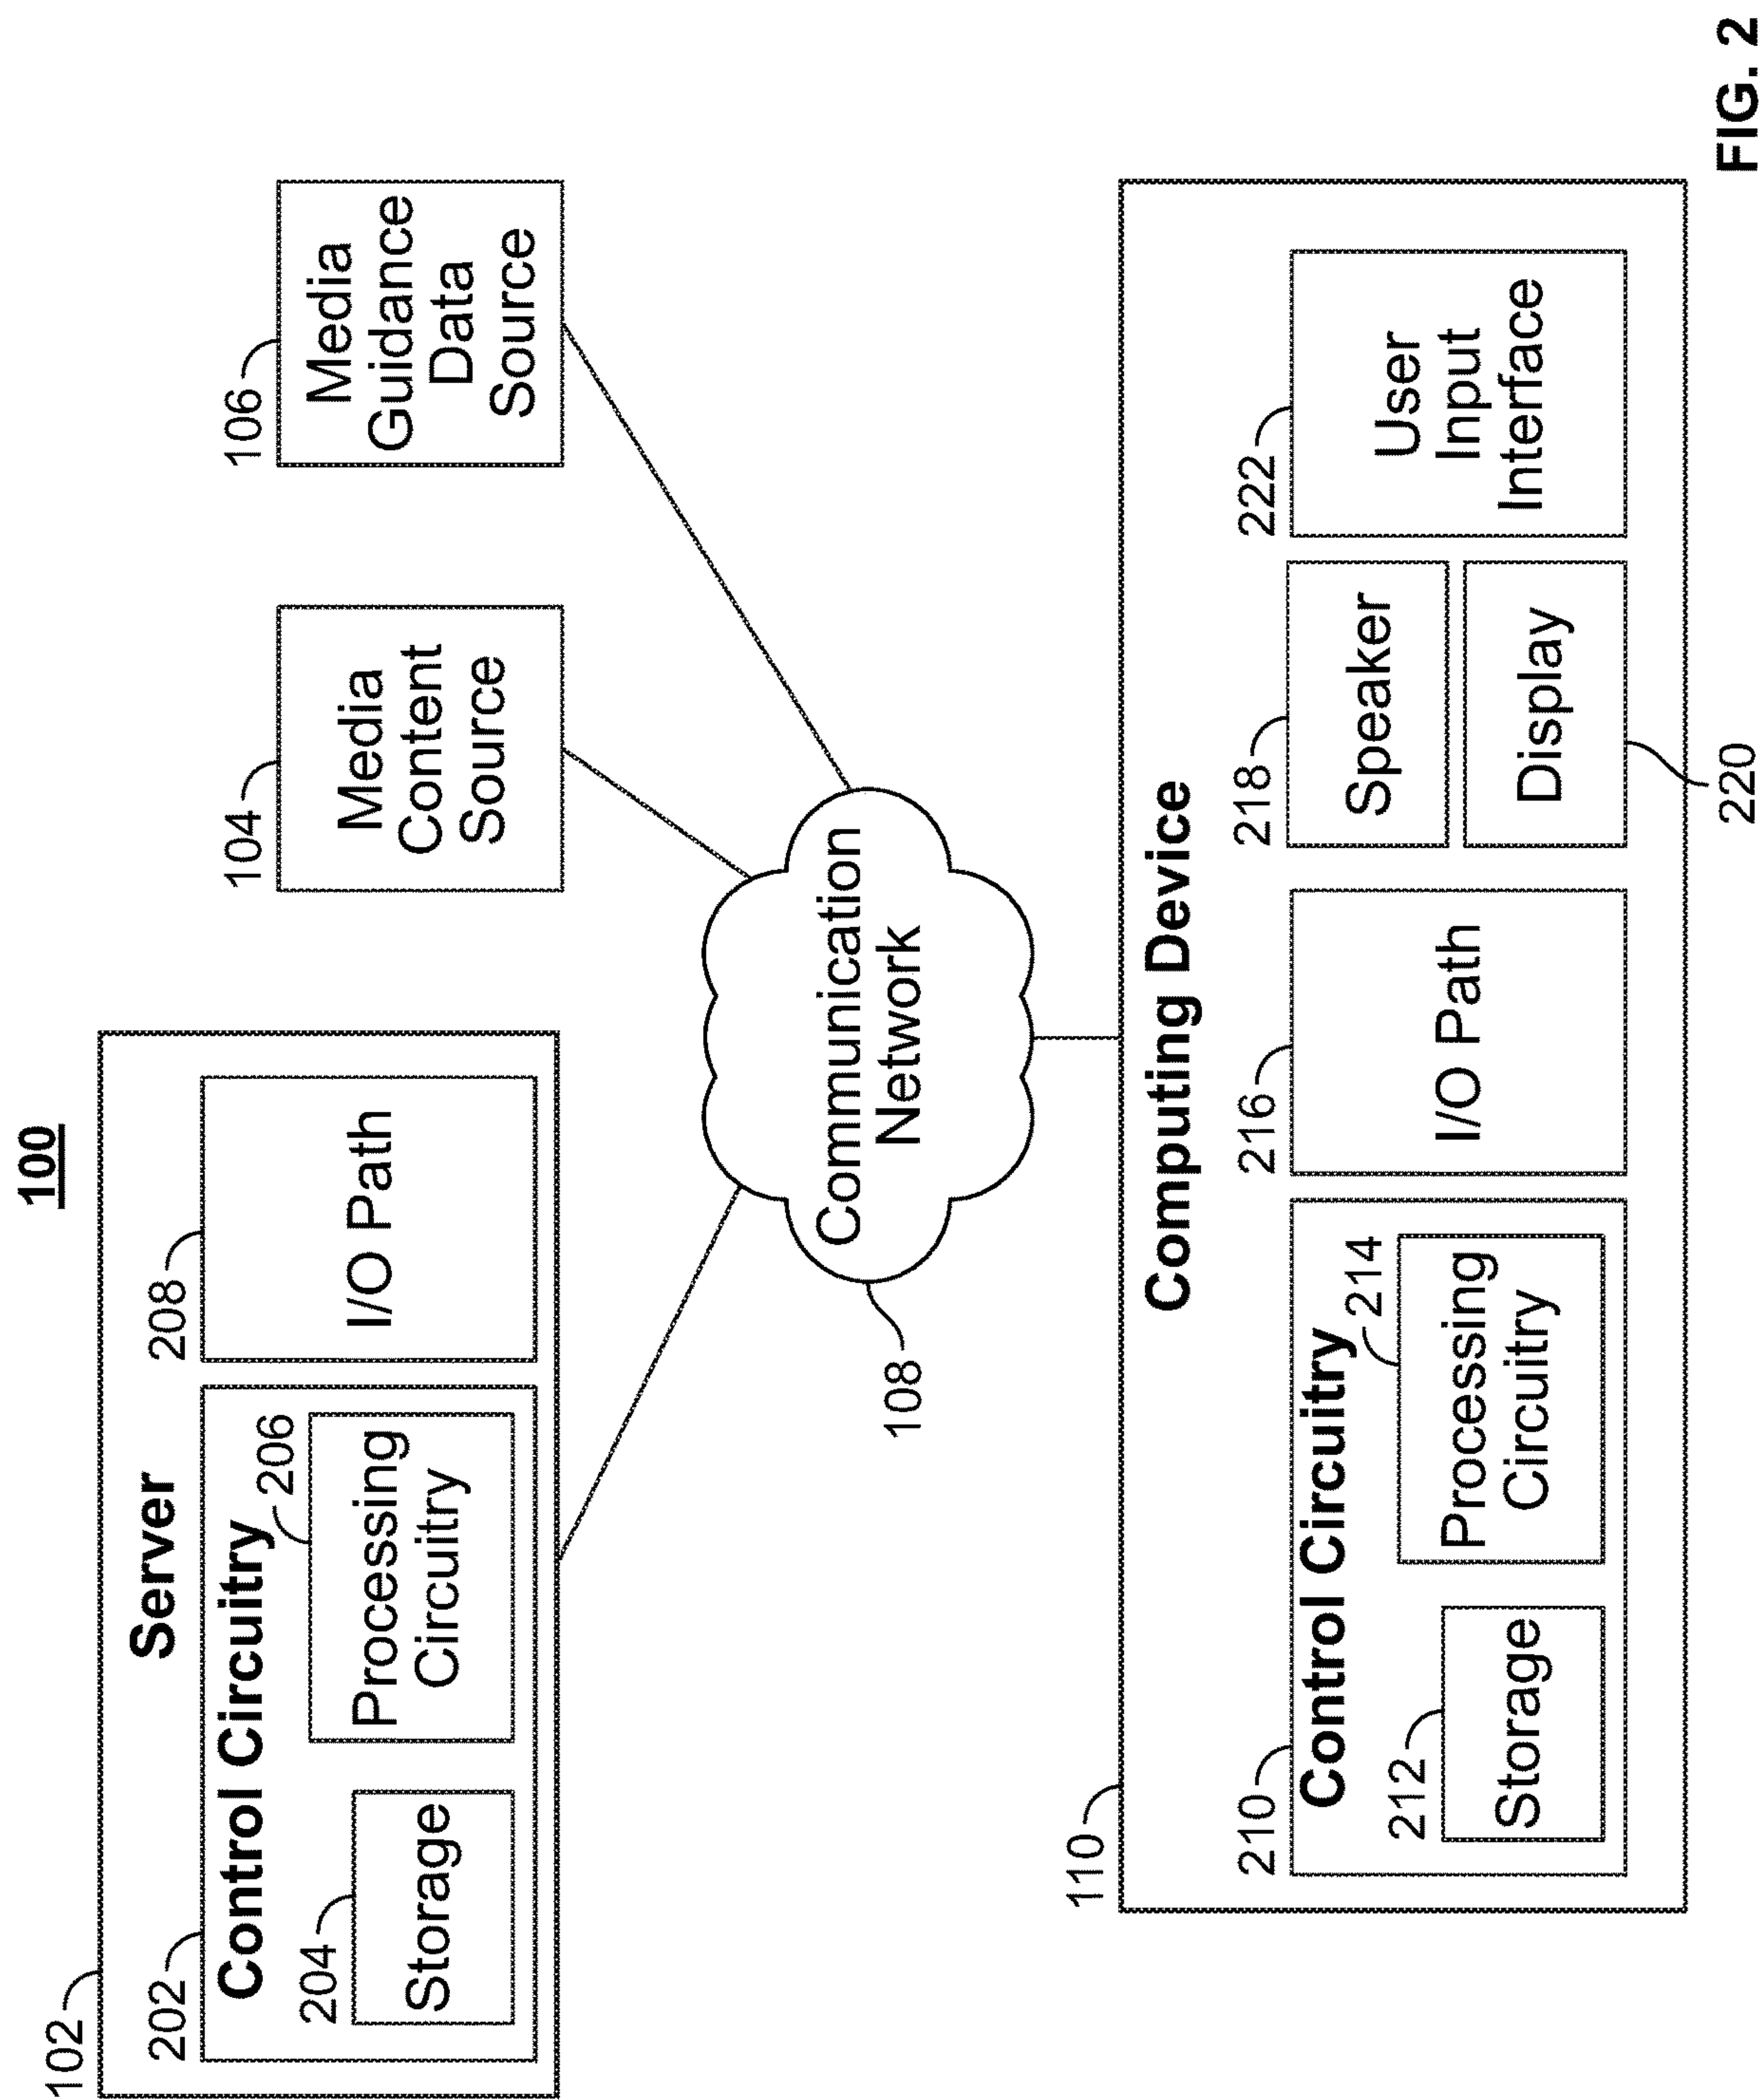 100
102
Server
202
Control Circuitry
204
Storage
206
Processing
Circuitry
208
I/O Path
104
Media
Content
Source
106
Media
Guidance
Data
Source
Communication
Network
108
110
Computing Device
210
Control Circuitry
212
Storage
214
Processing
Circuitry
216
I/O Path
218
Speaker
Display
220
222
User
Input
Interface
FIG. 2